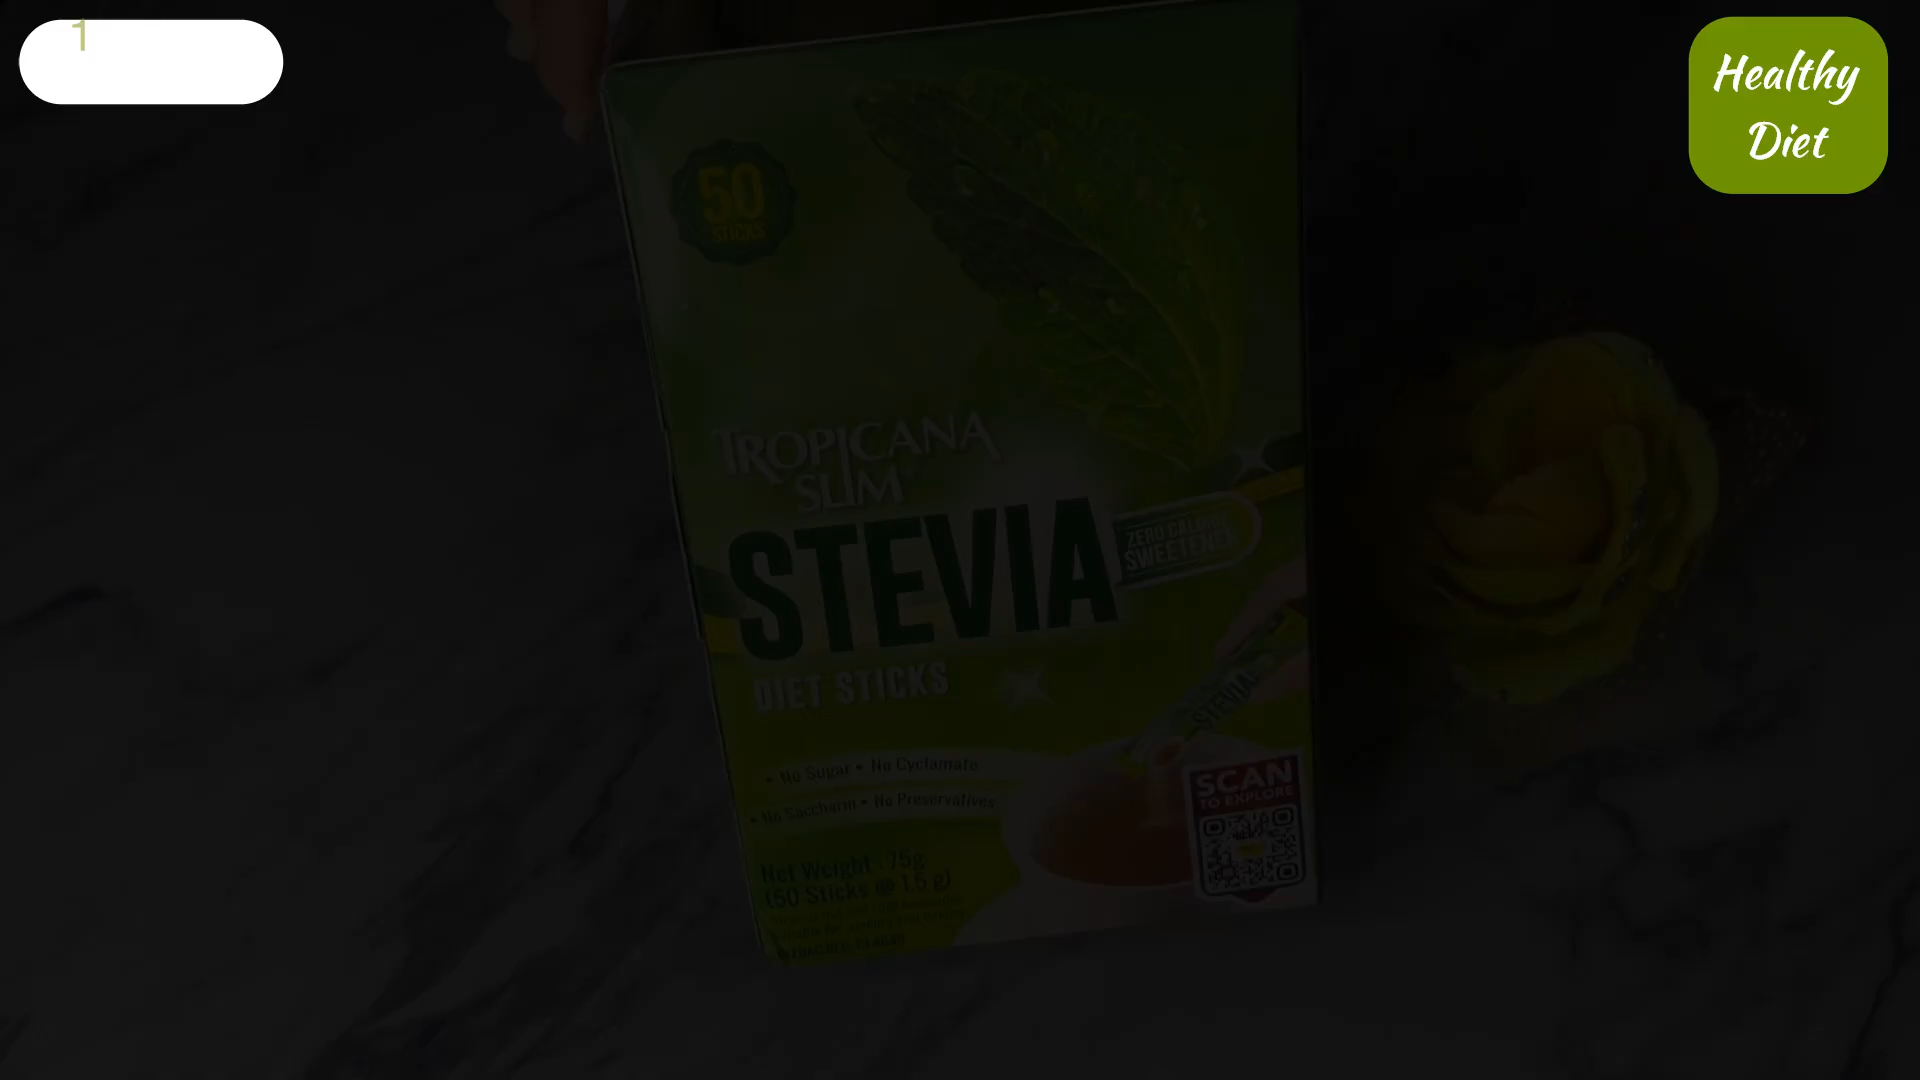 1
Healthy
Diet
50
STICKS
TROPICANA
SLIM
STEVIA
ZERO CALORIE
SWEETENER
DIET STICKS
STEVIA
• No Sugar • No Cyclamate
• No Saccharin • No Preservatives
SCAN
TO EXPLORE
Net Weight : 75g
(50 Sticks @ 1.5 g)